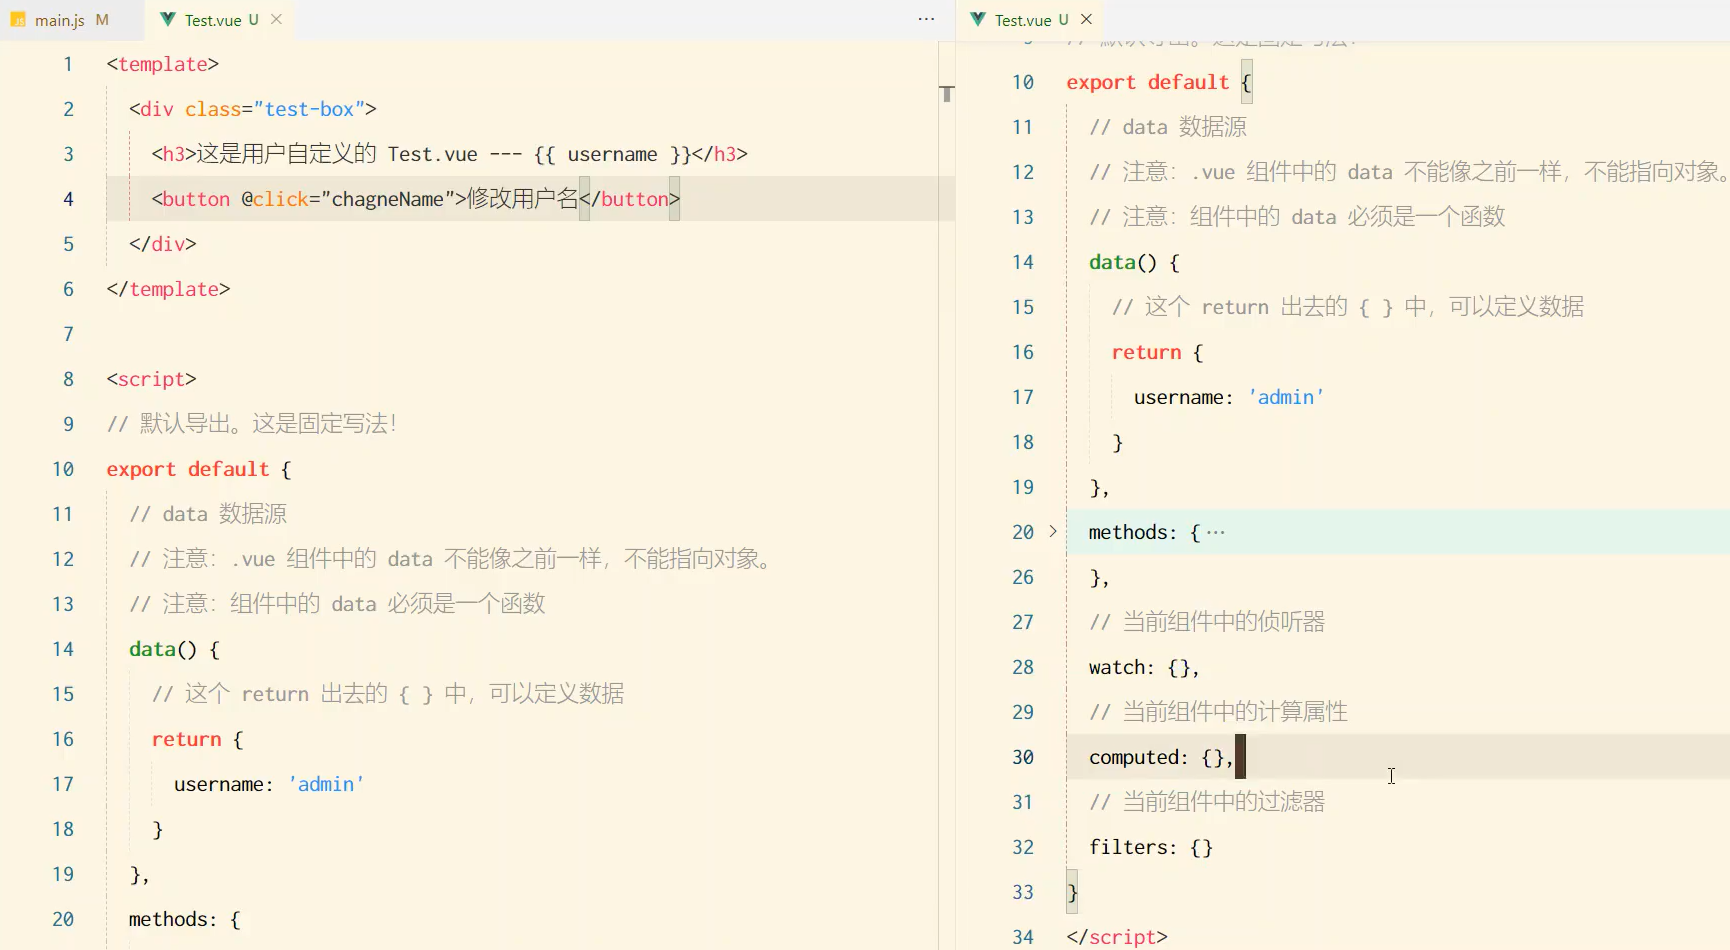 main.js M
Test.vue U
1 <template>
2 <div class="test-box">
3 <h3>这是用户自定义的 Test.vue --- {{ username }}</h3>
4 <button @click="chagneName">修改用户名</button>
5 </div>
6 </template>
7
8 <script>
9 // 默认导出。这是固定写法！
10 export default {
11 // data 数据源
12 // 注意：.vue 组件中的 data 不能像之前一样，不能指向对象。
13 // 注意：组件中的 data 必须是一个函数
14 data() {
15 // 这个 return 出去的 { } 中，可以定义数据
16 return {
17 username: 'admin'
18 }
19 },
20 methods: {
Test.vue U
9 // 默认导出。这是固定写法！
10 export default {
11 // data 数据源
12 // 注意：.vue 组件中的 data 不能像之前一样，不能指向对象。
13 // 注意：组件中的 data 必须是一个函数
14 data() {
15 // 这个 return 出去的 { } 中，可以定义数据
16 return {
17 username: 'admin'
18 }
19 },
20 methods: {···
26 },
27 // 当前组件中的侦听器
28 watch: {},
29 // 当前组件中的计算属性
30 computed: {},
31 // 当前组件中的过滤器
32 filters: {}
33 }
34 </script>